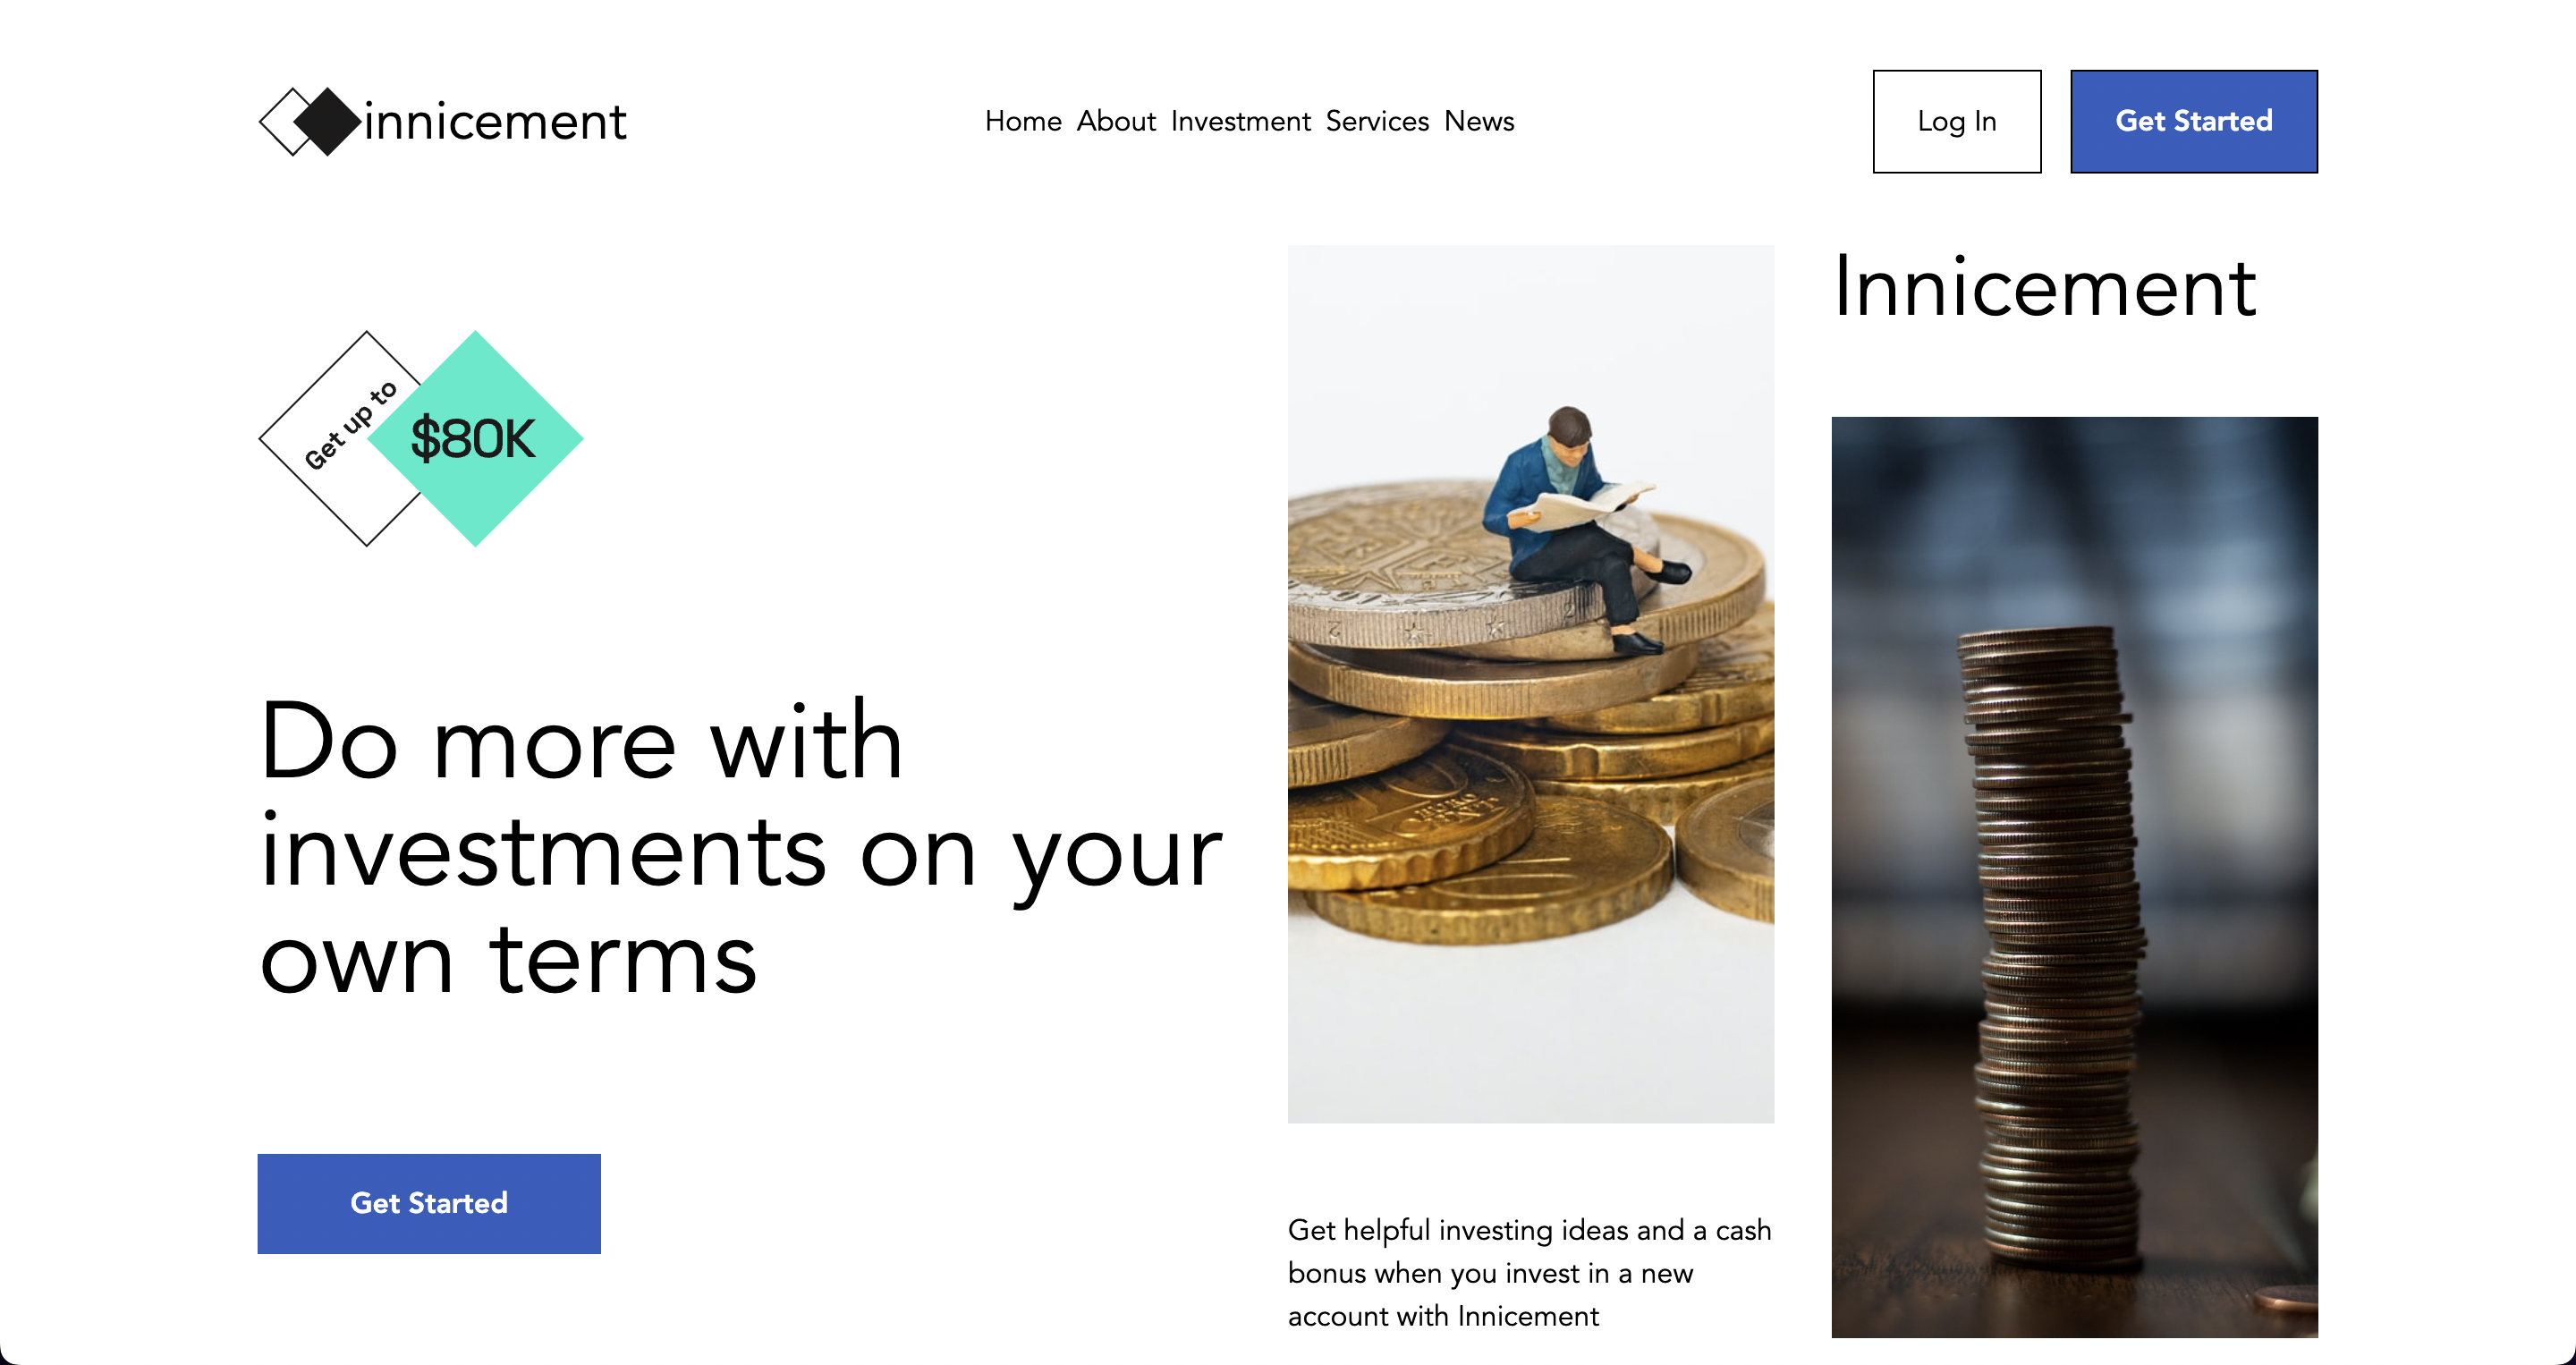 innicement
Home About Investment Services News
Log In
Get Started
Get up to
$80K
Do more with
investments on your
own terms
Get Started
Innicement
Get helpful investing ideas and a cash
bonus when you invest in a new
account with Innicement